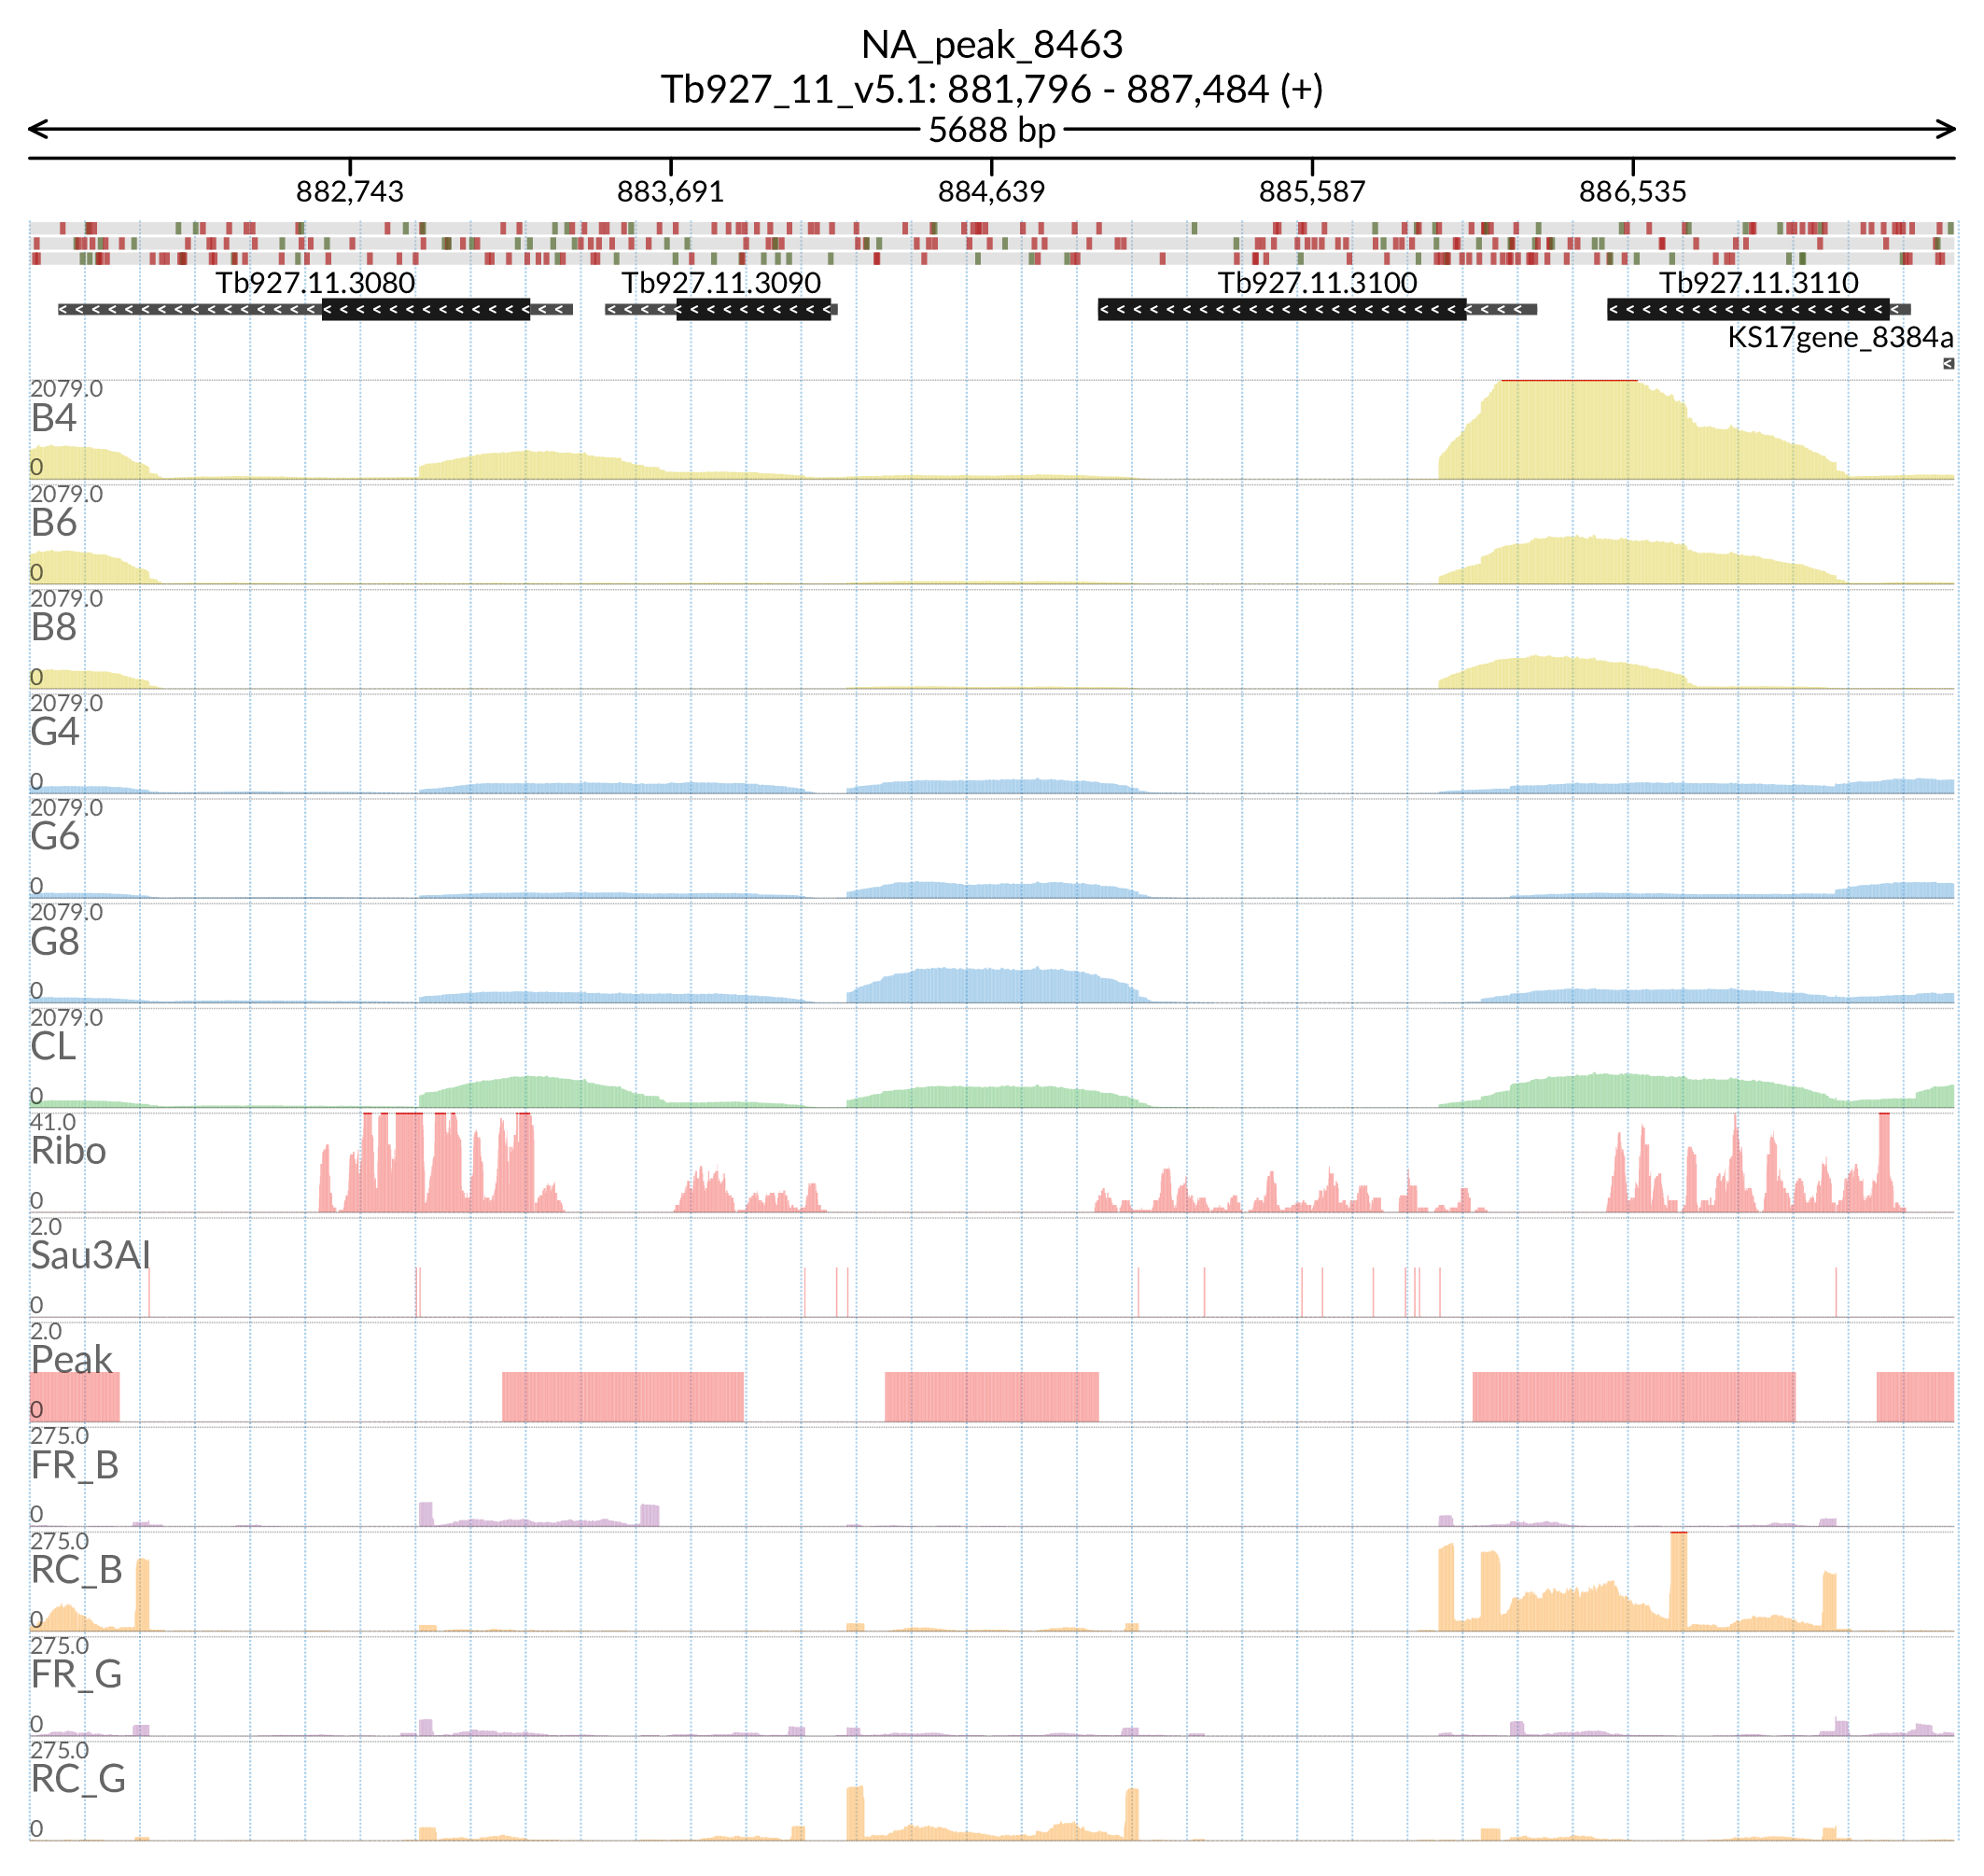 NA_peak_8463
Tb927_11_v5.1: 881,796 - 887,484 (+)
5688 bp
882,743 883,691 884,639 885,587 886,535
Tb927.11.3080 Tb927.11.3090 Tb927.11.3100 Tb927.11.3110
KS17gene_8384a
2079.0
B4
0
2079.0
B6
0
2079.0
B8
0
2079.0
G4
0
2079.0
G6
0
2079.0
G8
0
2079.0
CL
0
41.0
Ribo
0
2.0
Sau3AI
0
2.0
Peak
0
275.0
FR_B
0
275.0
RC_B
0
275.0
FR_G
0
275.0
RC_G
0